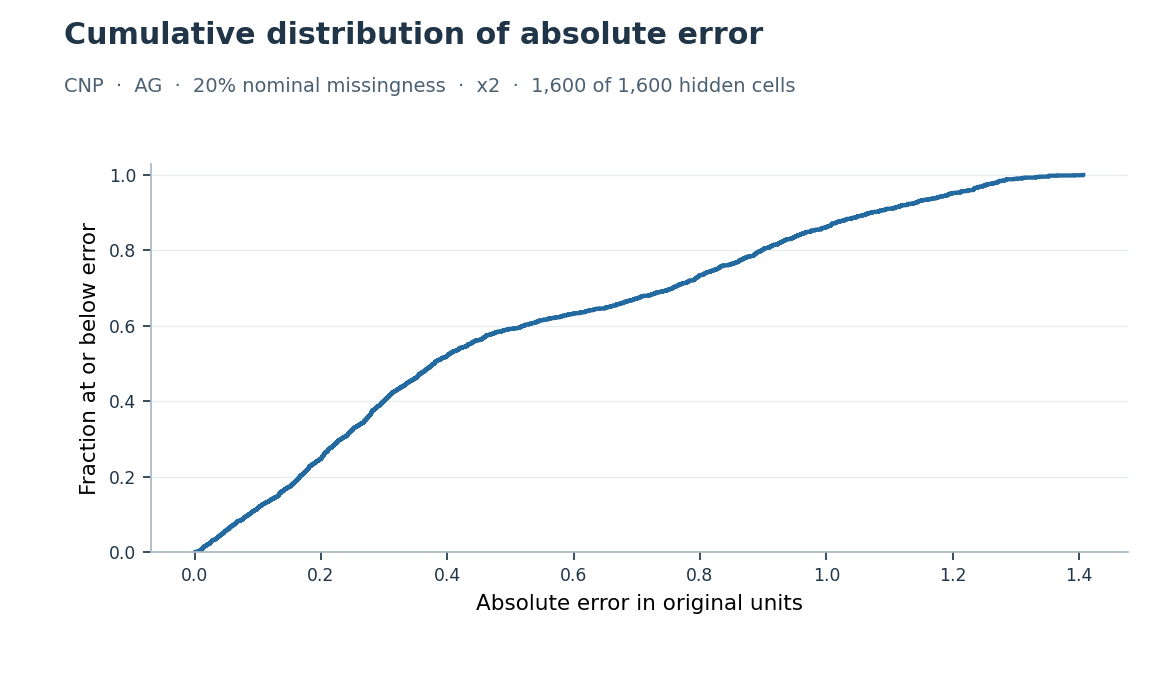 Cumulative distribution of absolute error
CNP · AG · 20% nominal missingness · x2 · 1,600 of 1,600 hidden cells
Fraction at or below error
1.0
0.8
0.6
0.4
0.2
0.0
0.0 0.2 0.4 0.6 0.8 1.0 1.2 1.4
Absolute error in original units